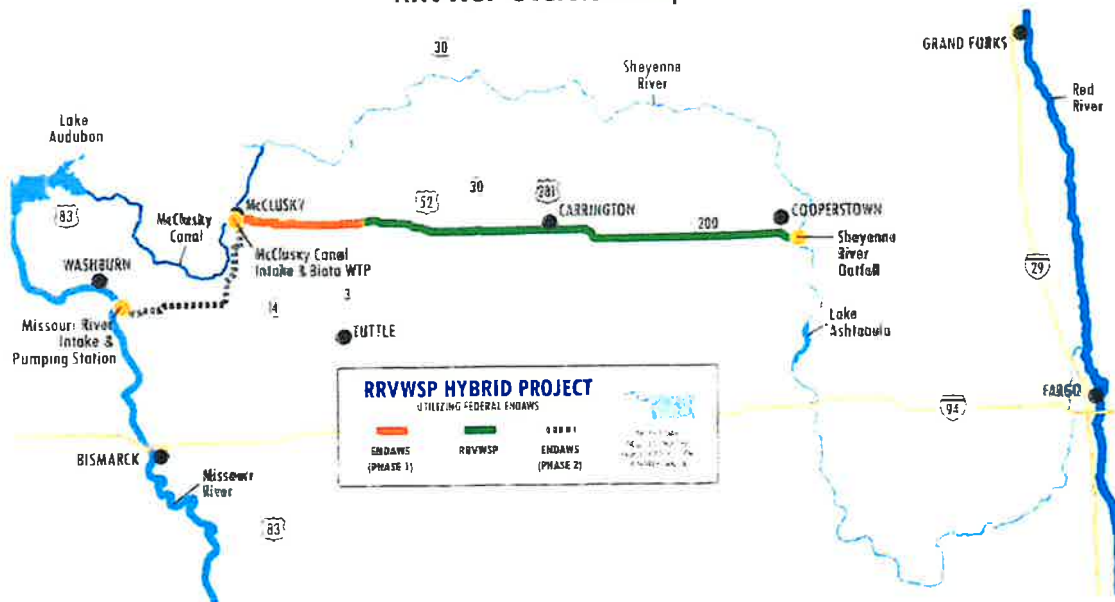 30
GRAND FORKS
Sheyenne
River
Red
River
Lake
Audubon
83
McCLUSKY
McClusky
Canal
52
30
281
CARRINGTON
200
COOPERSTOWN
McClusky Canal
Intake & Biota WTP
Sheyenne
River
Outfall
29
WASHBURN
14
3
Missouri River
Intake &
Pumping Station
TUTTLE
Lake
Ashtabula
RRVWSP HYBRID PROJECT
UTILIZING FEDERAL ENDAWS
ENDAWS
(PHASE 1)
RRVWSP
ENDAWS
(PHASE 2)
94
FARGO
BISMARCK
Missouri
River
83